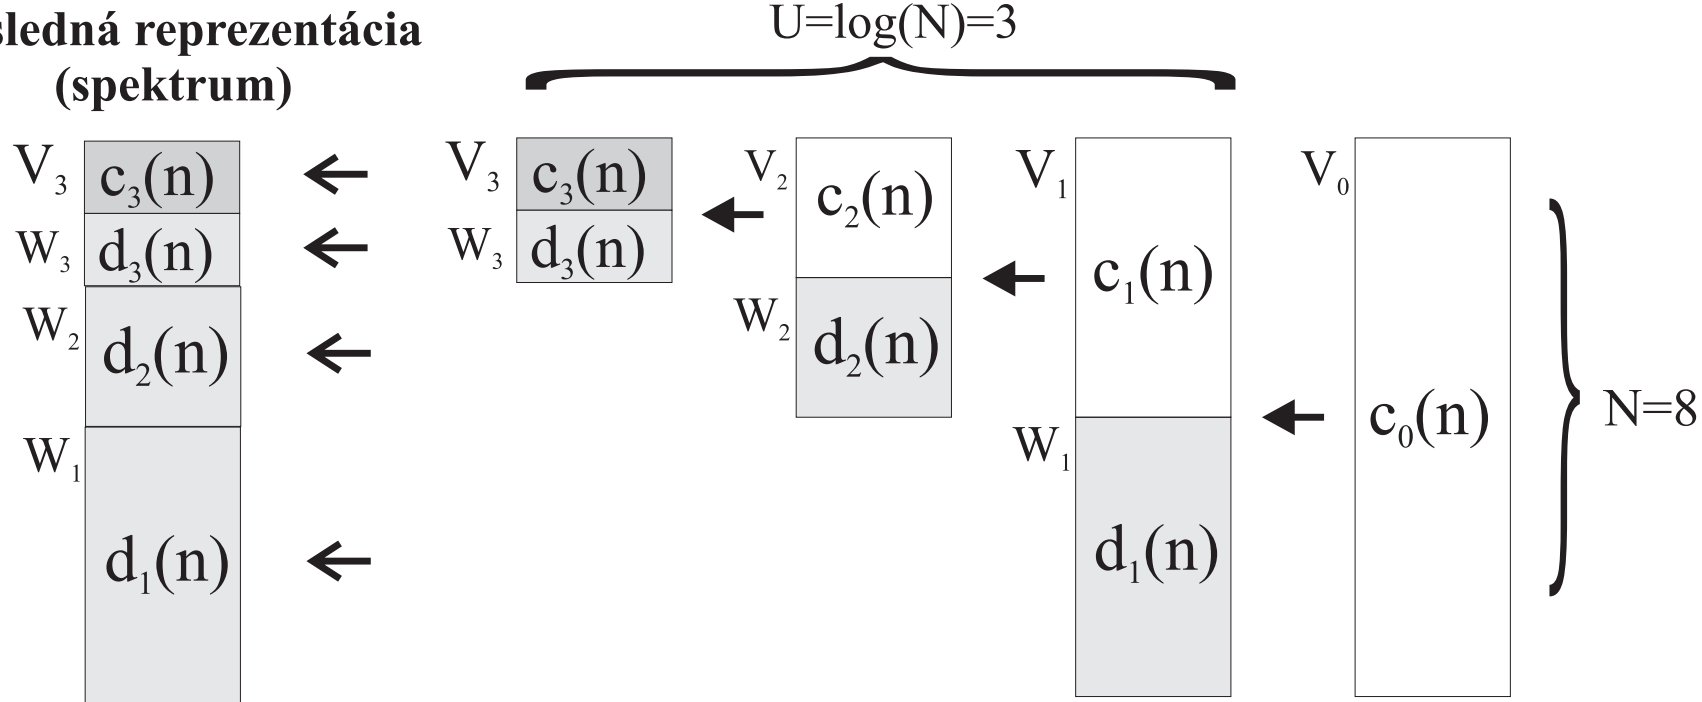 reprezentácia
(spektrum)
U=log(N)=3
V₃ c₃(n)
W₃ d₃(n)
W₂ d₂(n)
W₁ d₁(n)
V₃ c₃(n)
W₃ d₃(n)
V₂ c₂(n)
W₂ d₂(n)
V₁ c₁(n)
W₁ d₁(n)
V₀ c₀(n)
N=8